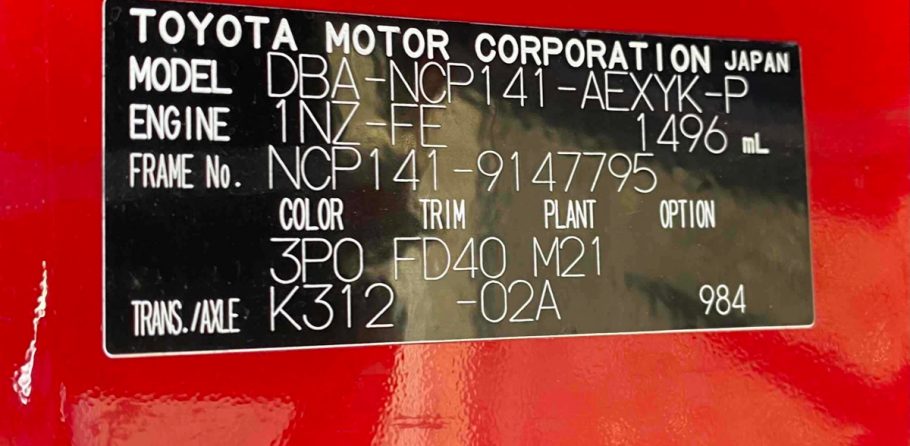 TOYOTA MOTOR CORPORATION JAPAN
MODEL DBA-NCP141-AEXYK-P
ENGINE 1NZ-FE 1496 mL
FRAME No. NCP141-9147795
COLOR TRIM PLANT OPTION
3P0 FD40 M21
TRANS./AXLE K312 -02A 984